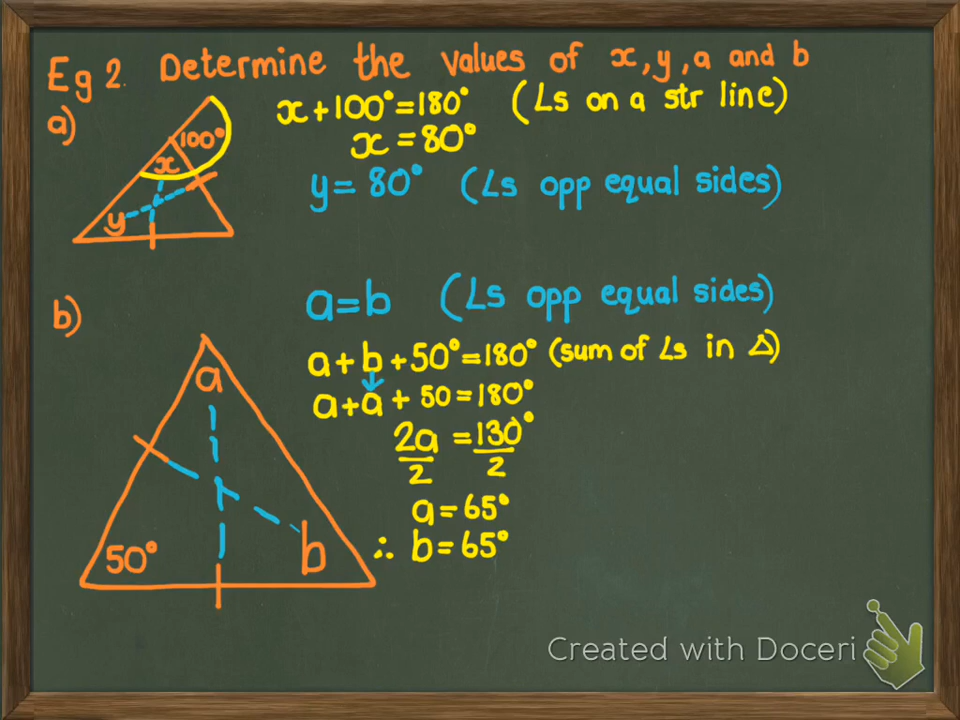 Eg 2. Determine the values of x, y, a and b
a)
100°
x
y
x + 100° = 180° (∠s on a str line)
x = 80°
y = 80° (∠s opp equal sides)
b)
a
50°
b
a = b (∠s opp equal sides)
a + b + 50° = 180° (sum of ∠s in △)
a + a + 50 = 180°
2a/2 = 130°/2
a = 65°
∴ b = 65°
Created with Doceri